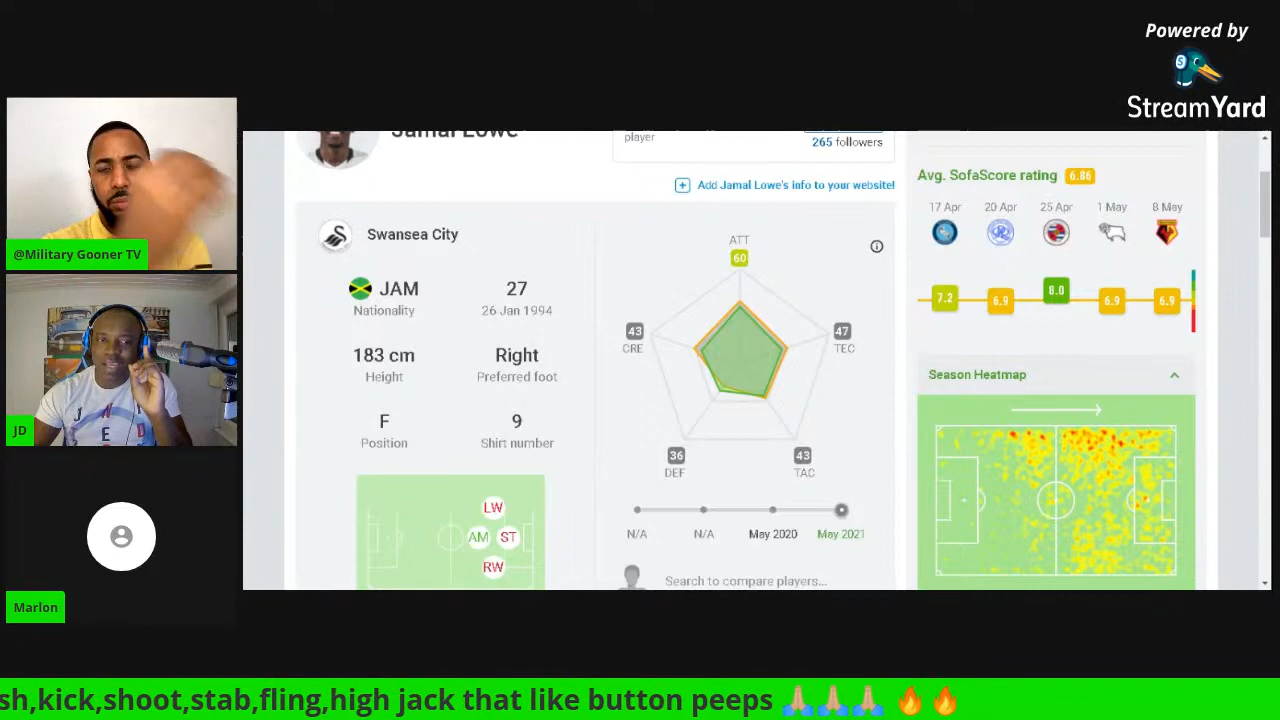 Powered by
StreamYard
@Military Gooner TV
JD
Marlon
Jamal Lowe
player
265 followers
Add Jamal Lowe's info to your website!
Swansea City
JAM
Nationality
27
26 Jan 1994
183 cm
Height
Right
Preferred foot
F
Position
9
Shirt number
LW
AM
ST
RW
ATT
60
43
CRE
47
TEC
36
DEF
43
TAC
N/A
N/A
May 2020
May 2021
Search to compare players...
Avg. SofaScore rating 6.86
17 Apr
20 Apr
25 Apr
1 May
8 May
7.2
6.9
8.0
6.9
6.9
Season Heatmap
sh,kick,shoot,stab,fling,high jack that like button peeps 🙏🏼🙏🏼🙏🏼 🔥🔥